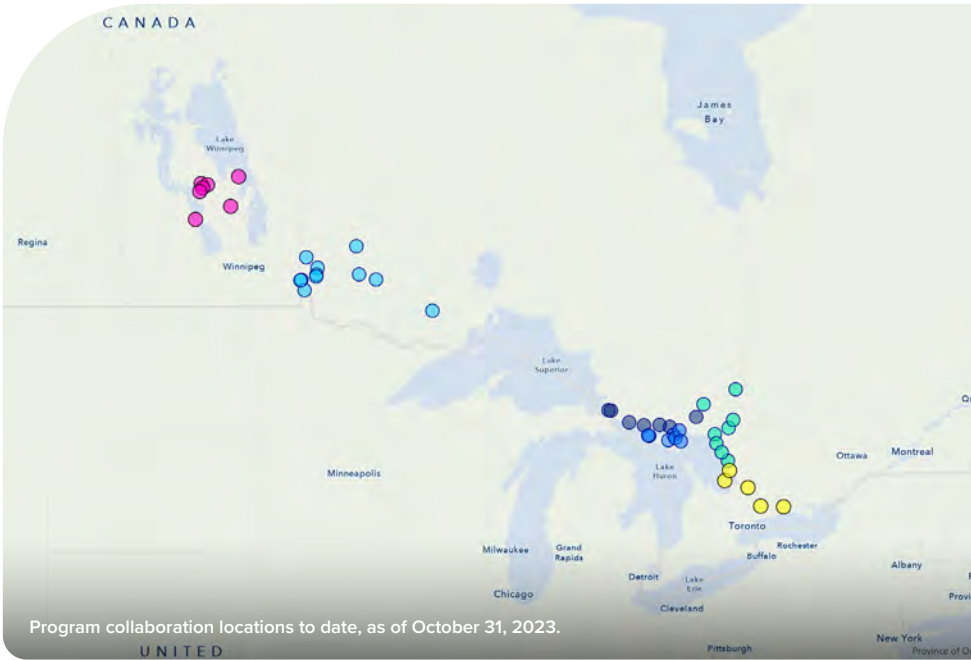 CANADA
James
Bay
Lake
Winnipeg
Regina
Winnipeg
Lake
Superior
Ottawa
Montreal
Minneapolis
Lake
Huron
Toronto
Rochester
Buffalo
Milwaukee
Grand
Rapids
Albany
Detroit
Lake
Erie
Chicago
Cleveland
Program collaboration locations to date, as of October 31, 2023.
New York
UNITED
Pittsburgh
Province of